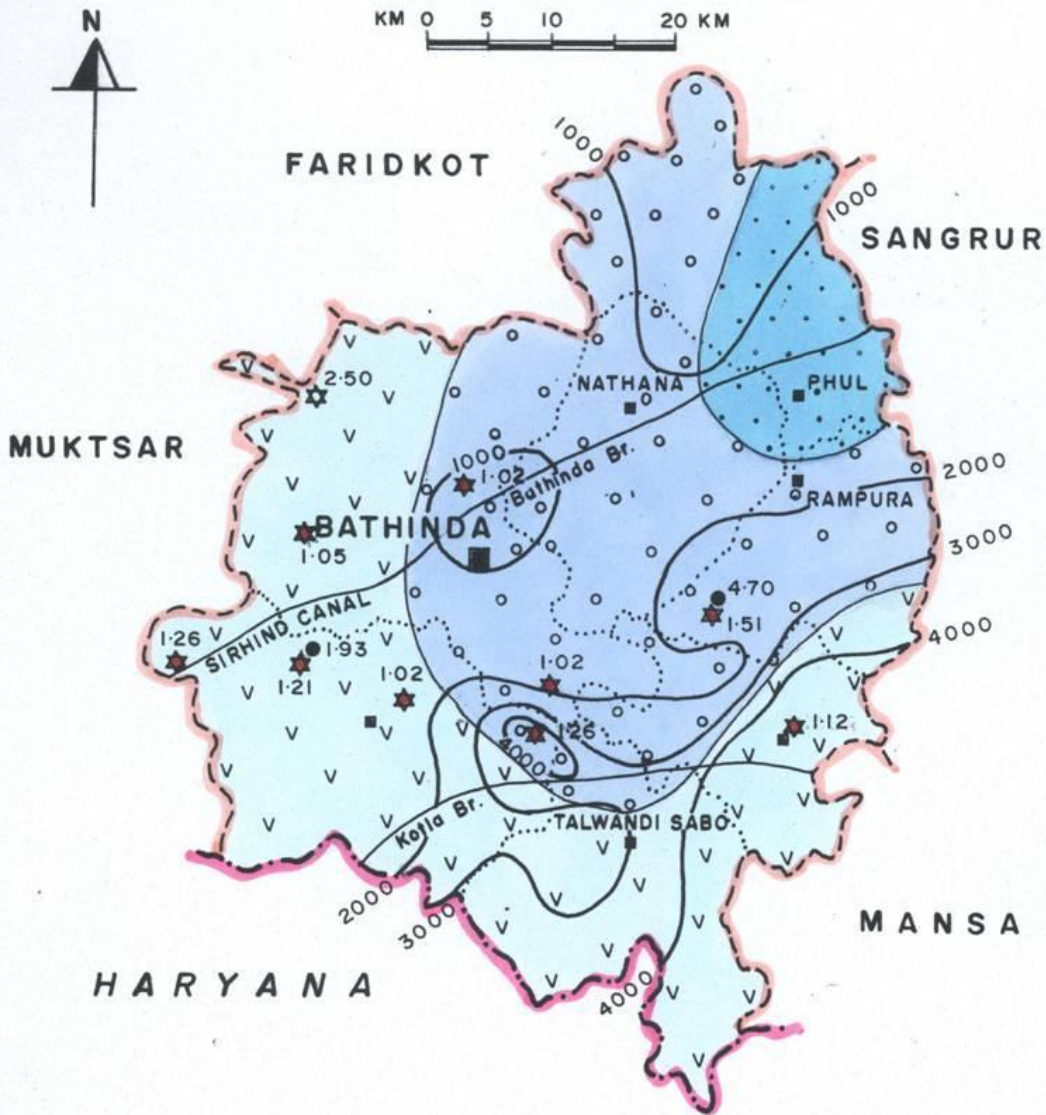 N
KM 0 5 10 20 KM
1000
FARIDKOT
1000
SANGRUR
2.50
NATHANA
PHUL
MUKTSAR
1000
1.02
Bathinda Br.
2000
RAMPURA
BATHINDA
1.05
3000
4.70
1.51
SIRHIND CANAL
4000
1.26
1.93
1.21
1.02
1.02
1.26
1.12
4000
Kotla Br.
TALWANDI SABO
2000
3000
MANSA
HARYANA
4000